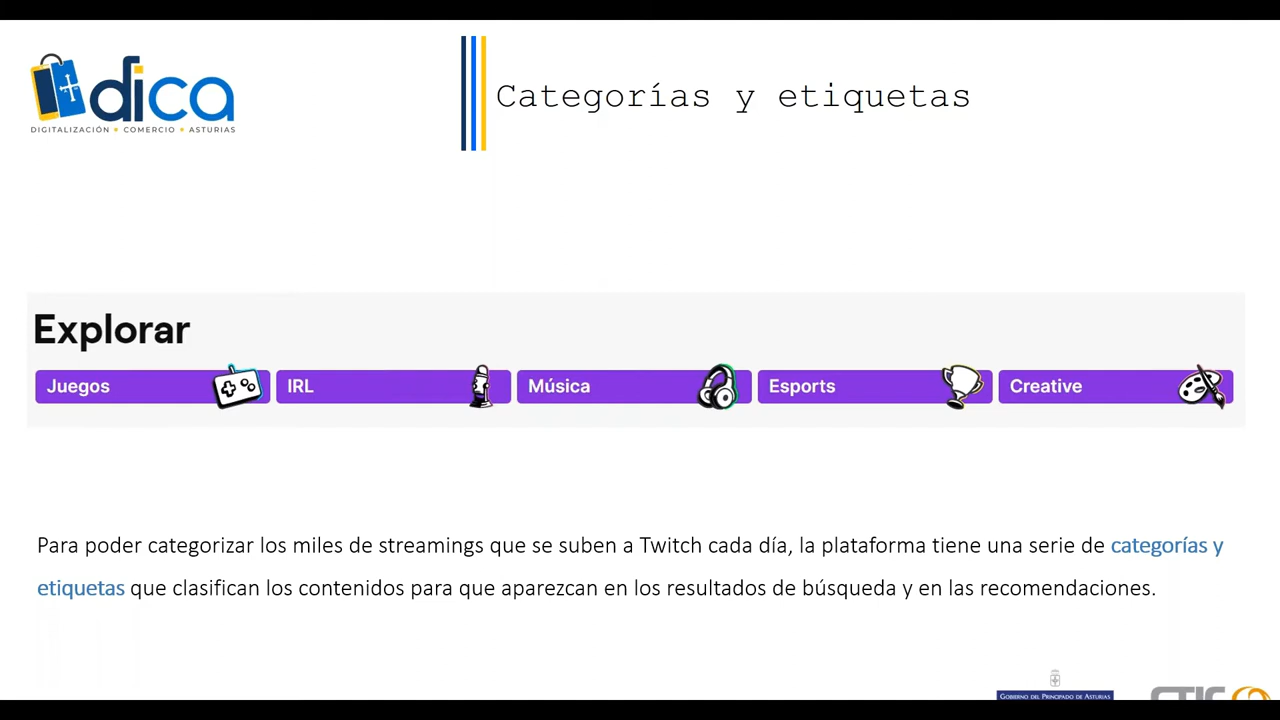 dica
DIGITALIZACIÓN • COMERCIO • ASTURIAS
Categorías y etiquetas
Explorar
Juegos
IRL
Música
Esports
Creative
Para poder categorizar los miles de streamings que se suben a Twitch cada día, la plataforma tiene una serie de categorías y
etiquetas que clasifican los contenidos para que aparezcan en los resultados de búsqueda y en las recomendaciones.
GOBIERNO DEL PRINCIPADO DE ASTURIAS